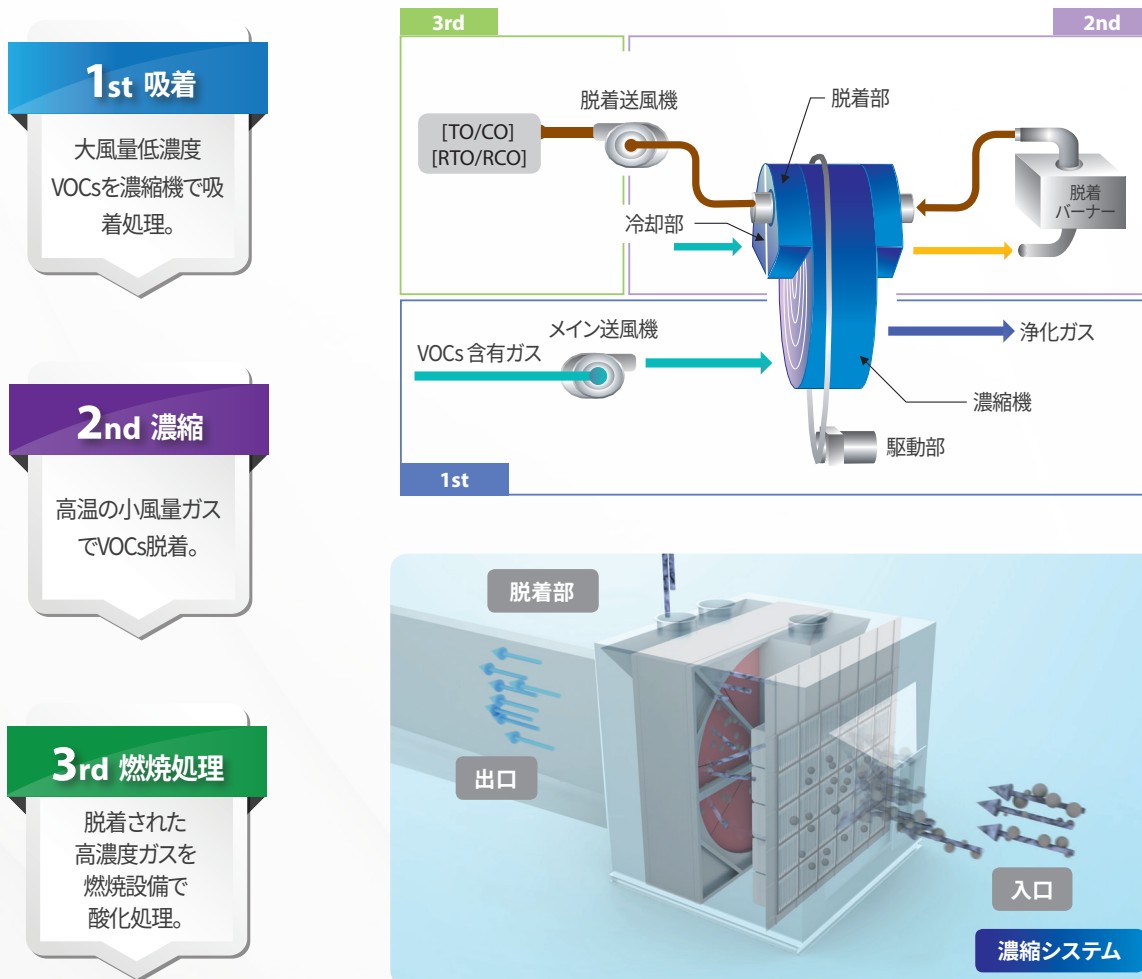 1st 吸着
大風量低濃度
VOCsを濃縮機で吸
着処理。
2nd 濃縮
高温の小風量ガス
でVOCs脱着。
3rd 燃焼処理
脱着された
高濃度ガスを
燃焼設備で
酸化処理。
3rd
2nd
脱着送風機
脱着部
[TO/CO]
[RTO/RCO]
脱着
バーナー
冷却部
メイン送風機
VOCs 含有ガス
浄化ガス
濃縮機
駆動部
1st
脱着部
出口
入口
濃縮システム